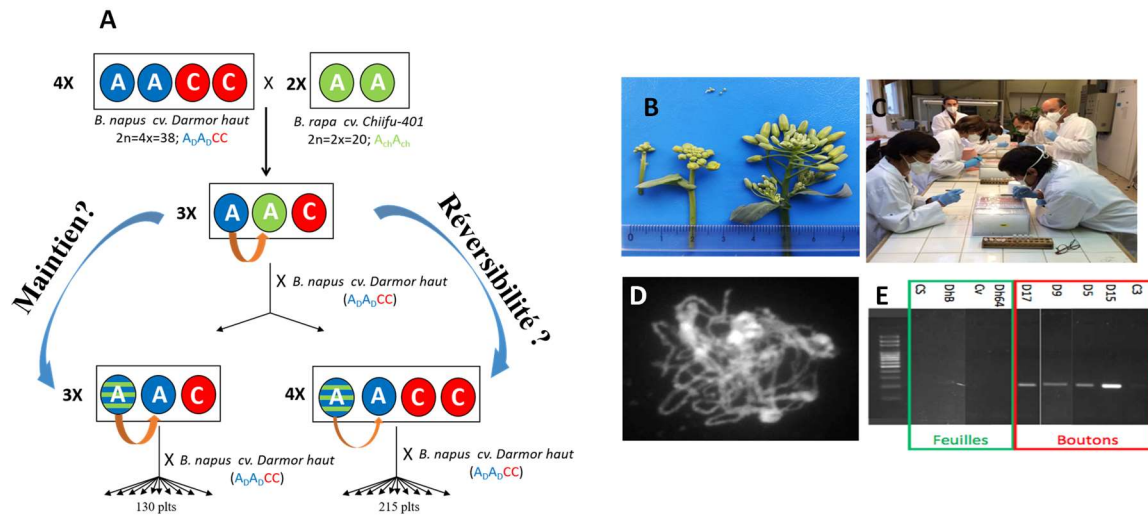 A
4X
A A C C
X
2X
A A
B. napus cv. Darmor haut
2n=4x=38; ADADCC
B. rapa cv. Chiifu-401
2n=2x=20; AchAch
3X
A A C
Maintien?
Réversibilité ?
X B. napus cv. Darmor haut
(ADADCC)
3X
A A C
4X
A A C C
X B. napus cv. Darmor haut
(ADADCC)
X B. napus cv. Darmor haut
(ADADCC)
130 plts
215 plts
B
C
D
E
CS DhB Cv Dh64 D17 D9 D5 D15 C3
Feuilles
Boutons